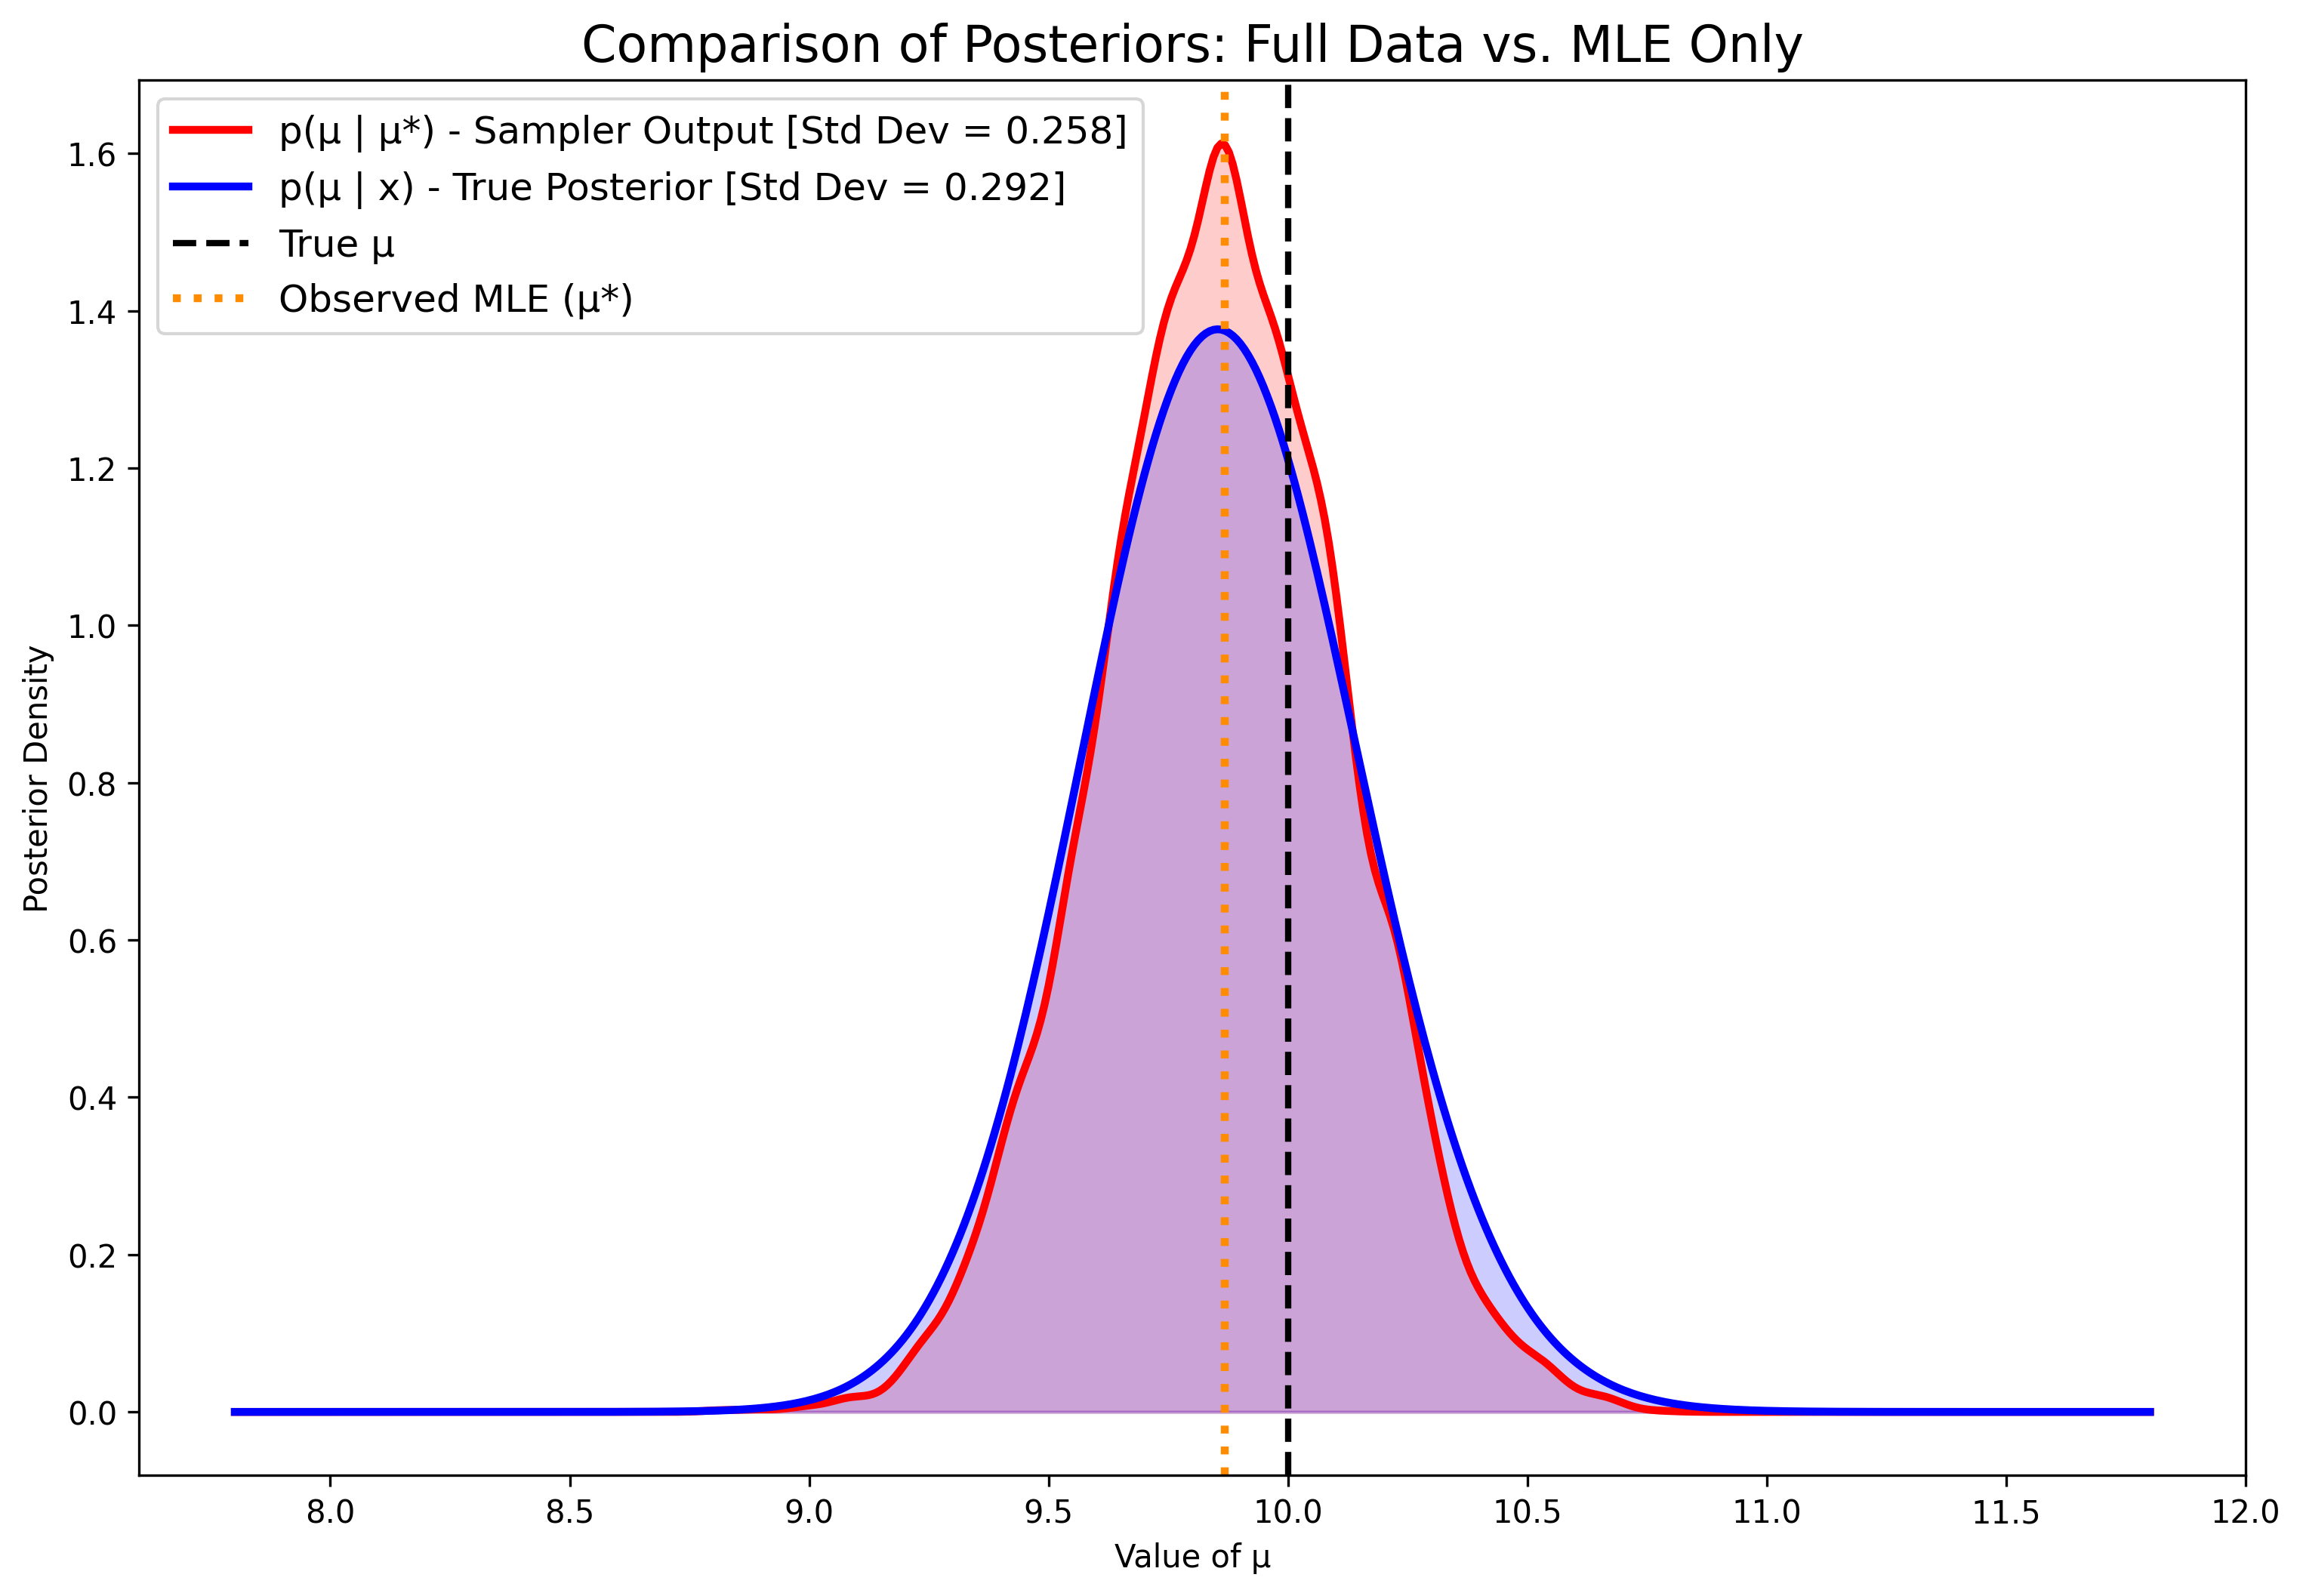 Comparison of Posteriors: Full Data vs. MLE Only
p(μ | μ*) - Sampler Output [Std Dev = 0.258]
p(μ | x) - True Posterior [Std Dev = 0.292]
True μ
Observed MLE (μ*)
1.6
1.4
1.2
1.0
0.8
0.6
0.4
0.2
0.0
Posterior Density
8.0 8.5 9.0 9.5 10.0 10.5 11.0 11.5 12.0
Value of μ